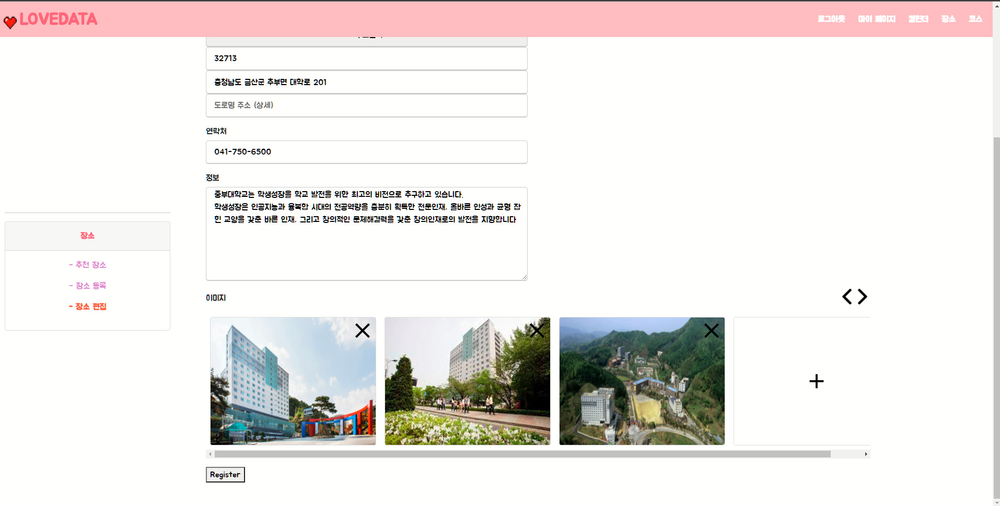 LOVEDATA
로그아웃 마이 페이지 캘린더 장소 코스
32713
충청남도 금산군 추부면 대학로 201
도로명 주소 (상세)
연락처
041-750-6500
정보
중부대학교는 학생성장을 학교 발전을 위한 최고의 비전으로 추구하고 있습니다.
학생성장은 인공지능과 융복합 시대의 전공역량을 충분히 획득한 전문인재, 올바른 인성과 균형 잡
힌 교양을 갖춘 바른 인재, 그리고 창의적인 문제해결력을 갖춘 창의인재로의 발전을 지향합니다
장소
- 추천 장소
- 장소 등록
- 장소 편집
이미지
Register